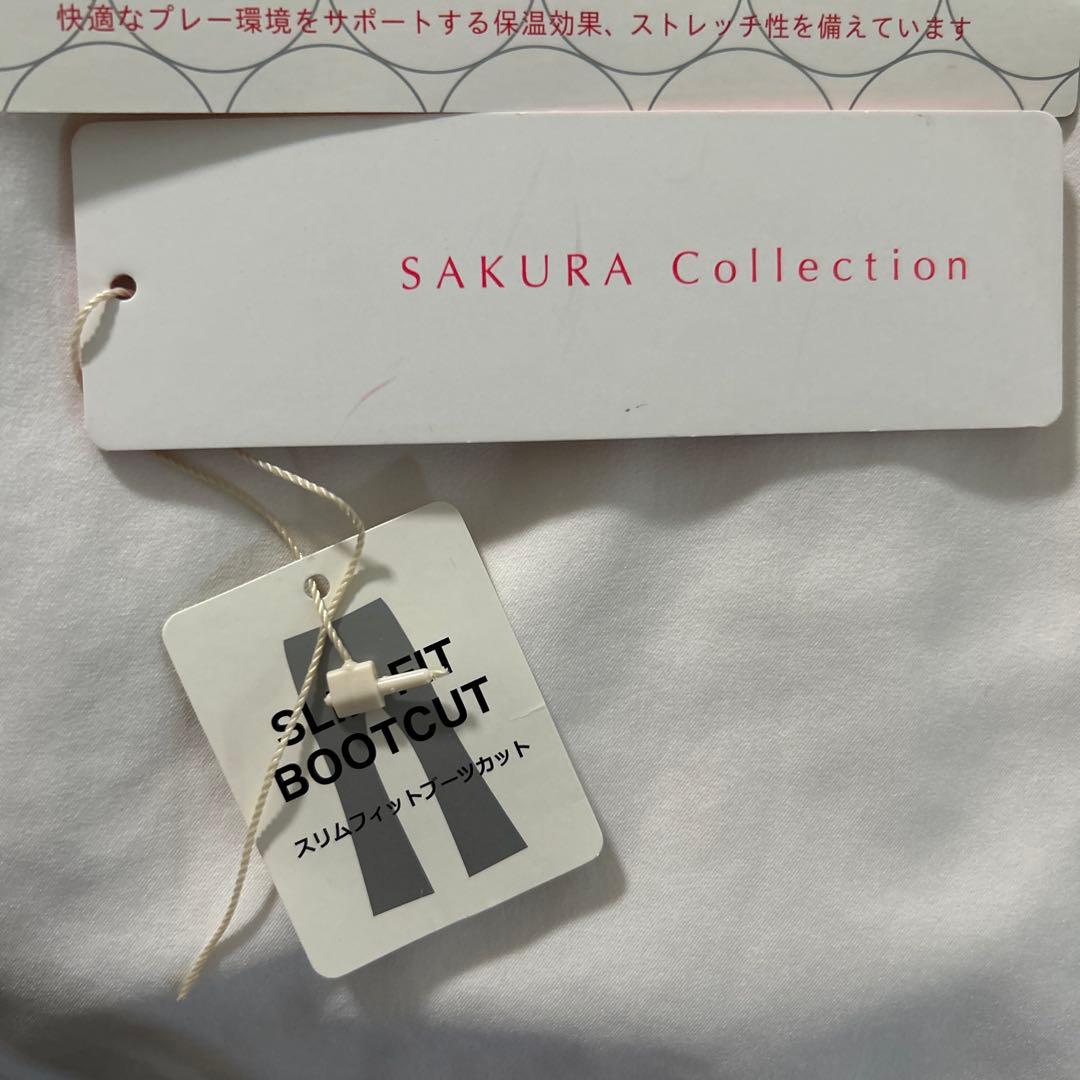 快適なプレー環境をサポートする保温効果、ストレッチ性を備えています
SAKURA Collection
FIT
BOOTCUT
スリムフィットブーツカット